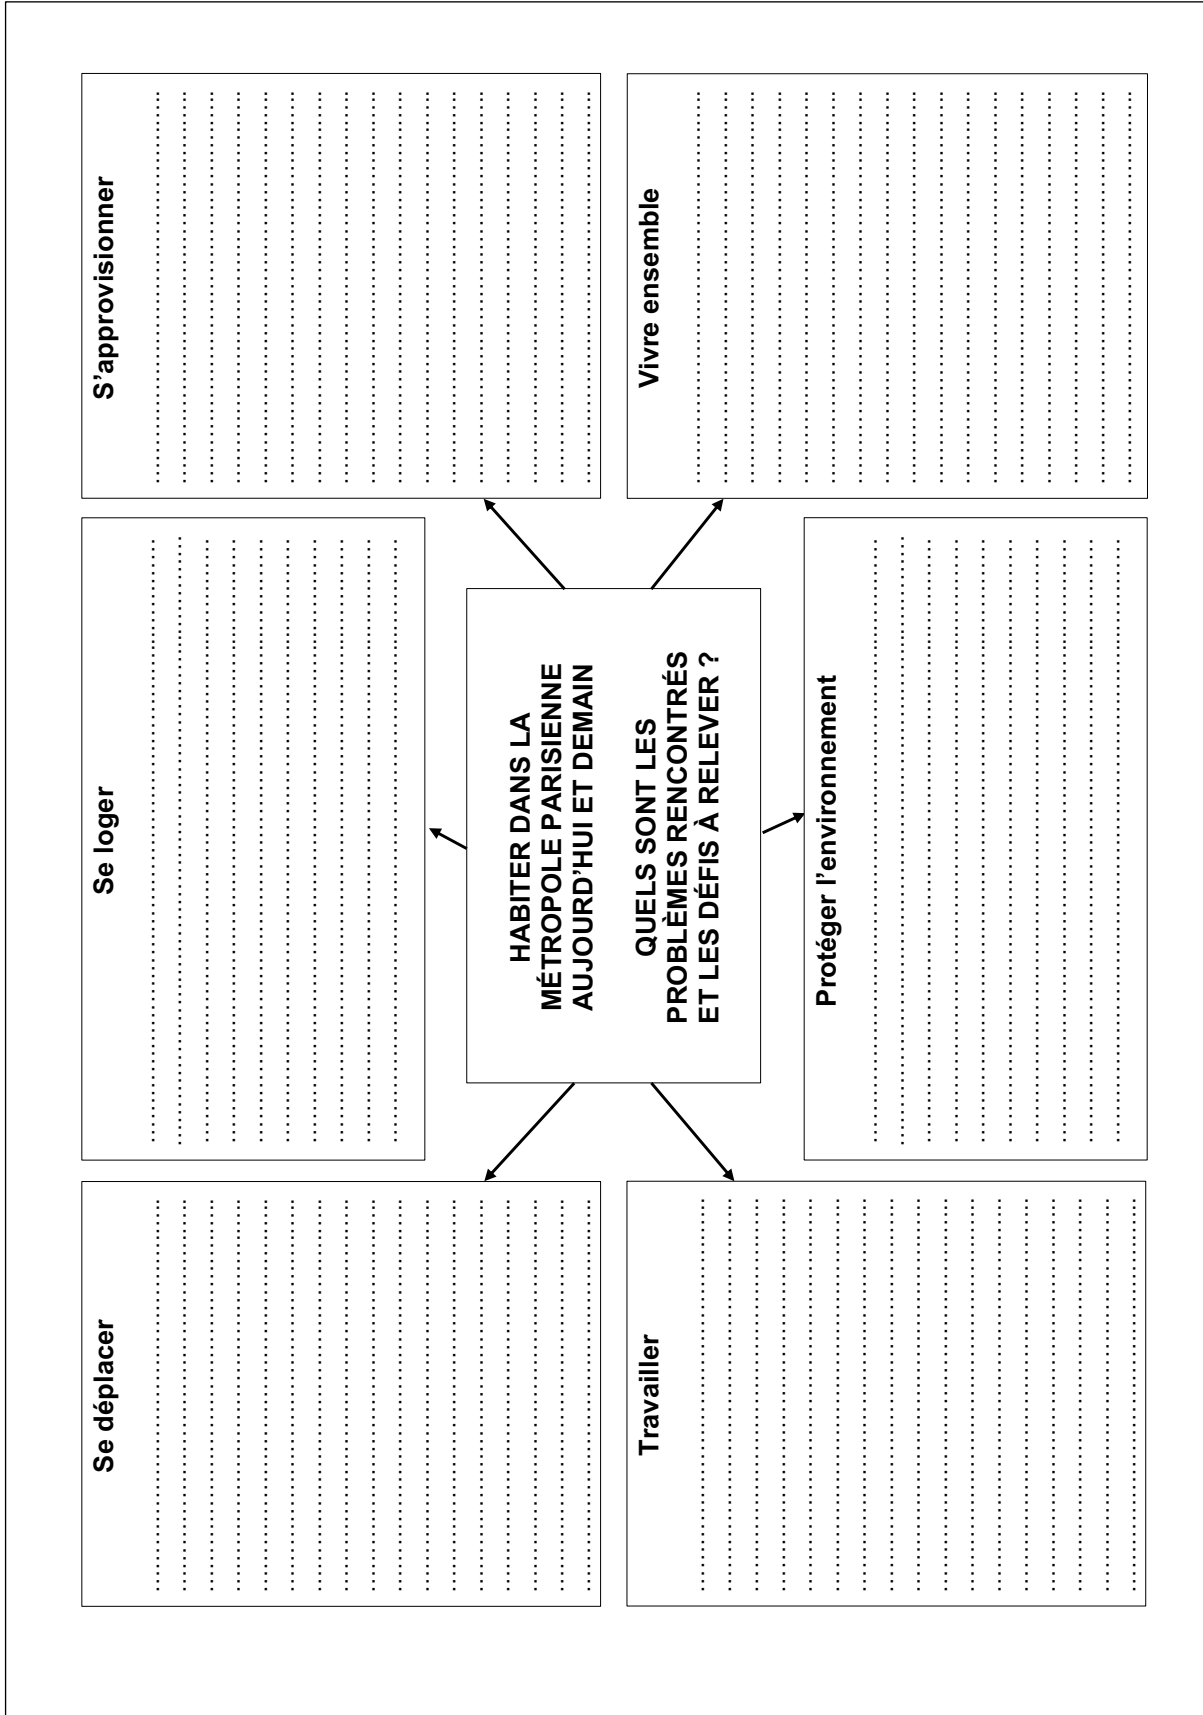 Se déplacer
Se loger
S’approvisionner
HABITER DANS LA
MÉTROPOLE PARISIENNE
AUJOURD’HUI ET DEMAIN
QUELS SONT LES
PROBLÈMES RENCONTRÉS
ET LES DÉFIS À RELEVER ?
Travailler
Protéger l’environnement
Vivre ensemble